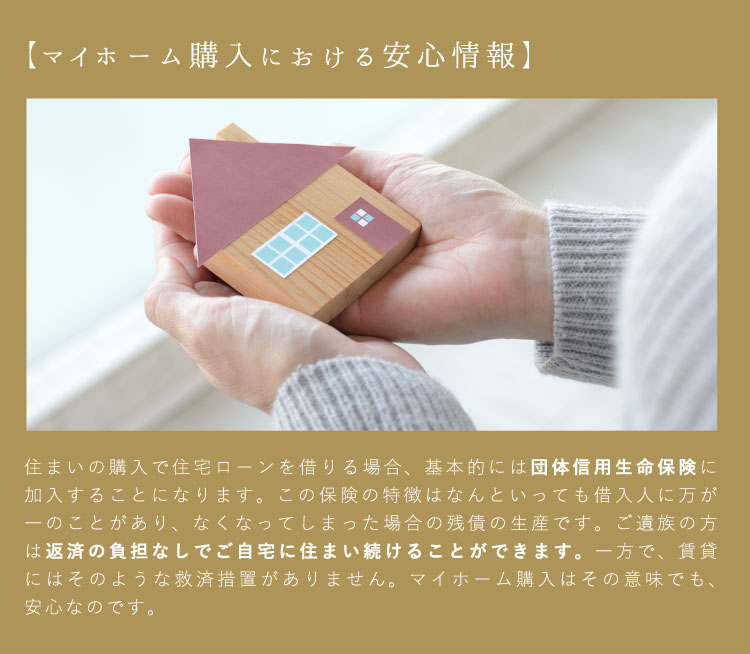 【マイホーム購入における安心情報】
住まいの購入で住宅ローンを借りる場合、基本的には団体信用生命保険に
加入することになります。この保険の特徴はなんといっても借入人に万が
一のことがあり、なくなってしまった場合の残債の生産です。ご遺族の方
は返済の負担なしでご自宅に住まい続けることができます。一方で、賃貸
にはそのような救済措置がありません。マイホーム購入はその意味でも、
安心なのです。